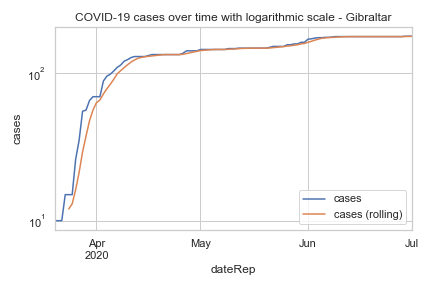 COVID-19 cases over time with logarithmic scale - Gibraltar
10²
cases
10¹
cases
cases (rolling)
Apr
2020
May
Jun
Jul
dateRep